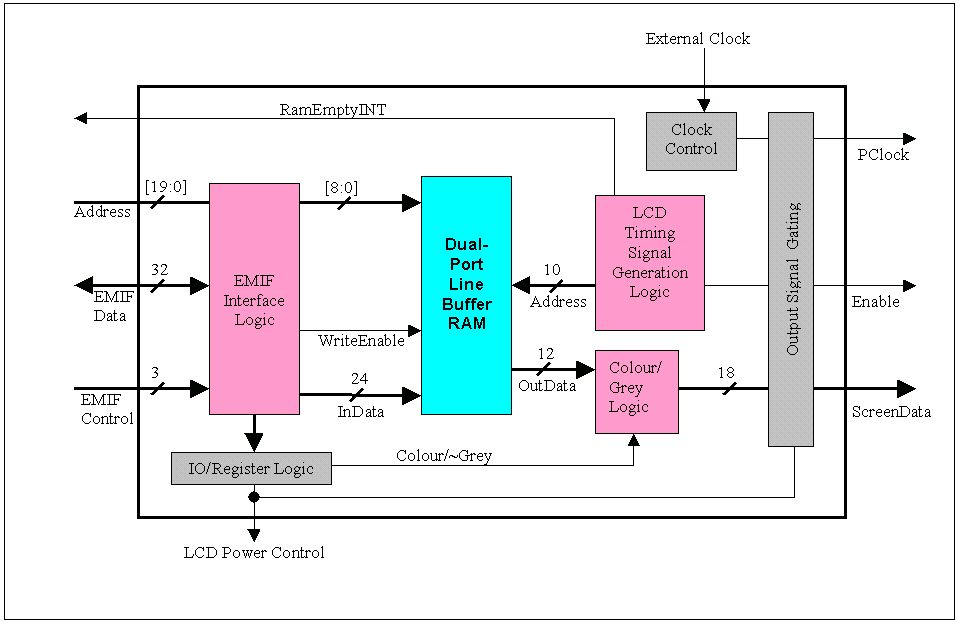 External Clock
RamEmptyINT
Clock
Control
PClock
[19:0]
[8:0]
Address
LCD
Timing
Signal
Generation
Logic
Dual-
Port
Line
Buffer
RAM
Output Signal Gating
32
EMIF
Data
EMIF
Interface
Logic
10
Address
Enable
WriteEnable
12
OutData
3
EMIF
Control
24
InData
Colour/
Grey
Logic
18
ScreenData
IO/Register Logic
Colour/~Grey
LCD Power Control